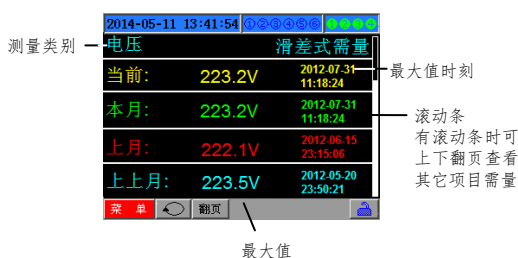 2014-05-11 13:41:54 ①②③④⑤⑥ ①②③④
测量类别
电压 滑差式需量
当前: 223.2V 2012-07-31
11:18:24
最大值时刻
本月: 223.2V 2012-07-31
11:18:24
滚动条
有滚动条时可
上下翻页查看
其它项目需量
上月: 222.1V 2012-06-15
23:15:06
上上月: 223.5V 2012-05-20
23:50:21
菜 单 翻页
最大值